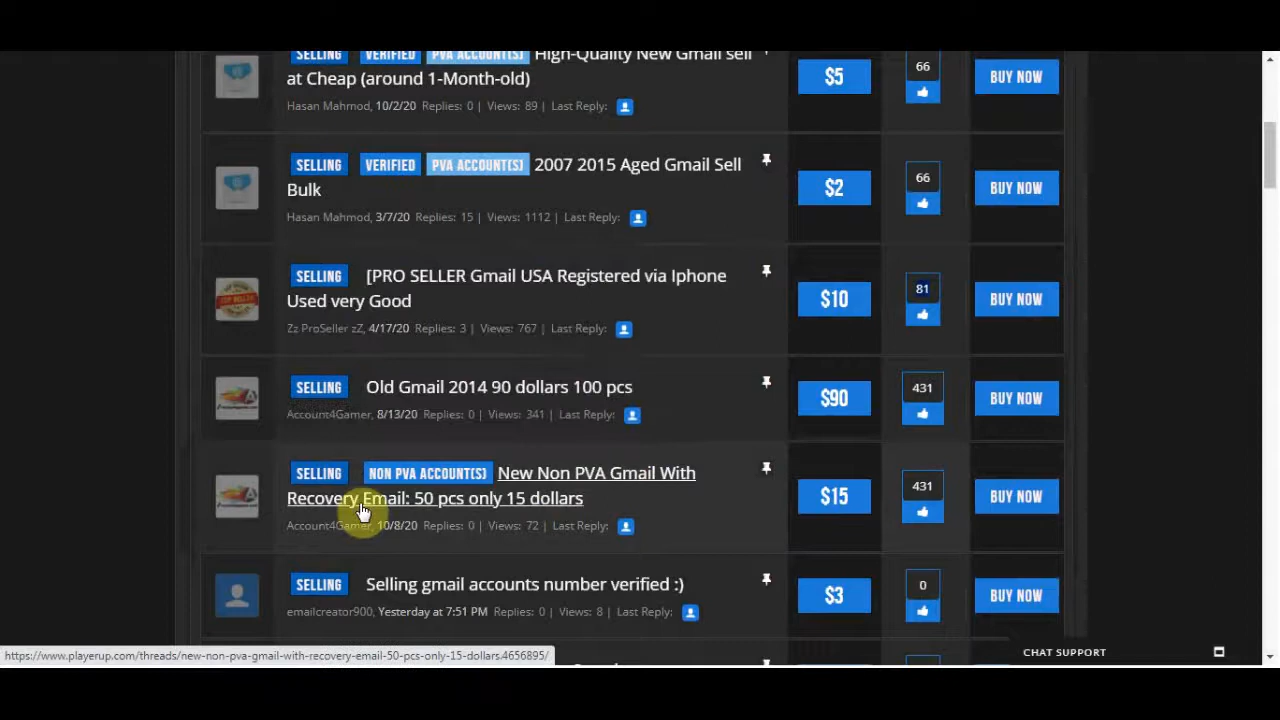 SELLING VERIFIED PVA ACCOUNT(S) High-Quality New Gmail sell
at Cheap (around 1-Month-old)
Hasan Mahmod, 10/2/20 Replies: 0 | Views: 89 | Last Reply:
$5
66
BUY NOW
SELLING VERIFIED PVA ACCOUNT(S) 2007 2015 Aged Gmail Sell
Bulk
Hasan Mahmod, 3/7/20 Replies: 15 | Views: 1112 | Last Reply:
$2
66
BUY NOW
SELLING [PRO SELLER Gmail USA Registered via Iphone
Used very Good
Zz ProSeller zZ, 4/17/20 Replies: 3 | Views: 767 | Last Reply:
$10
81
BUY NOW
SELLING Old Gmail 2014 90 dollars 100 pcs
Account4Gamer, 8/13/20 Replies: 0 | Views: 341 | Last Reply:
$90
431
BUY NOW
SELLING NON PVA ACCOUNT(S) New Non PVA Gmail With
Recovery Email: 50 pcs only 15 dollars
Account4Gamer, 10/8/20 Replies: 0 | Views: 72 | Last Reply:
$15
431
BUY NOW
SELLING Selling gmail accounts number verified :)
emailcreator900, Yesterday at 7:51 PM Replies: 0 | Views: 8 | Last Reply:
$3
0
BUY NOW
https://www.playerup.com/threads/new-non-pva-gmail-with-recovery-email-50-pcs-only-15-dollars.4656895/
CHAT SUPPORT